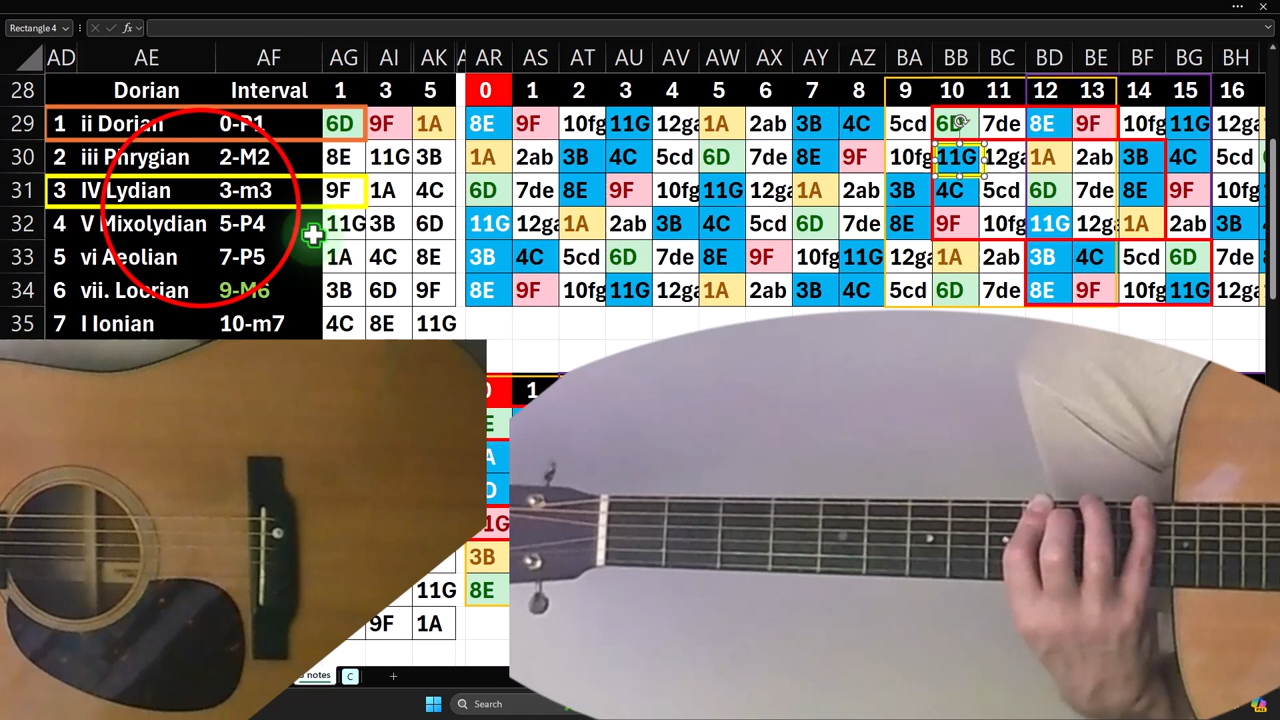 Rectangle 4 fx
AD AE AF AG AI AK AR AS AT AU AV AW AX AY AZ BA BB BC BD BE BF BG BH
28 Dorian Interval 1 3 5 0 1 2 3 4 5 6 7 8 9 10 11 12 13 14 15 16
29 1 ii Dorian 0-P1 6D 9F 1A 8E 9F 10fg 11G 12ga 1A 2ab 3B 4C 5cd 6D 7de 8E 9F 10fg 11G 12ga
30 2 iii Phrygian 2-M2 8E 11G 3B 1A 2ab 3B 4C 5cd 6D 7de 8E 9F 10fg 11G 12ga 1A 2ab 3B 4C 5cd
31 3 IV Lydian 3-m3 9F 1A 4C 6D 7de 8E 9F 10fg 11G 12ga 1A 2ab 3B 4C 5cd 6D 7de 8E 9F 10fg
32 4 V Mixolydian 5-P4 11G 3B 6D 11G 12ga 1A 2ab 3B 4C 5cd 6D 7de 8E 9F 10fg 11G 12ga 1A 2ab 3B
33 5 vi Aeolian 7-P5 1A 4C 8E 3B 4C 5cd 6D 7de 8E 9F 10fg 11G 12ga 1A 2ab 3B 4C 5cd 6D 7de
34 6 vii. Locrian 9-M6 3B 6D 9F 8E 9F 10fg 11G 12ga 1A 2ab 3B 4C 5cd 6D 7de 8E 9F 10fg 11G 12ga
35 7 I Ionian 10-m7 4C 8E 11G
1
3B
11G 8E
9F 1A
notes C +
Search